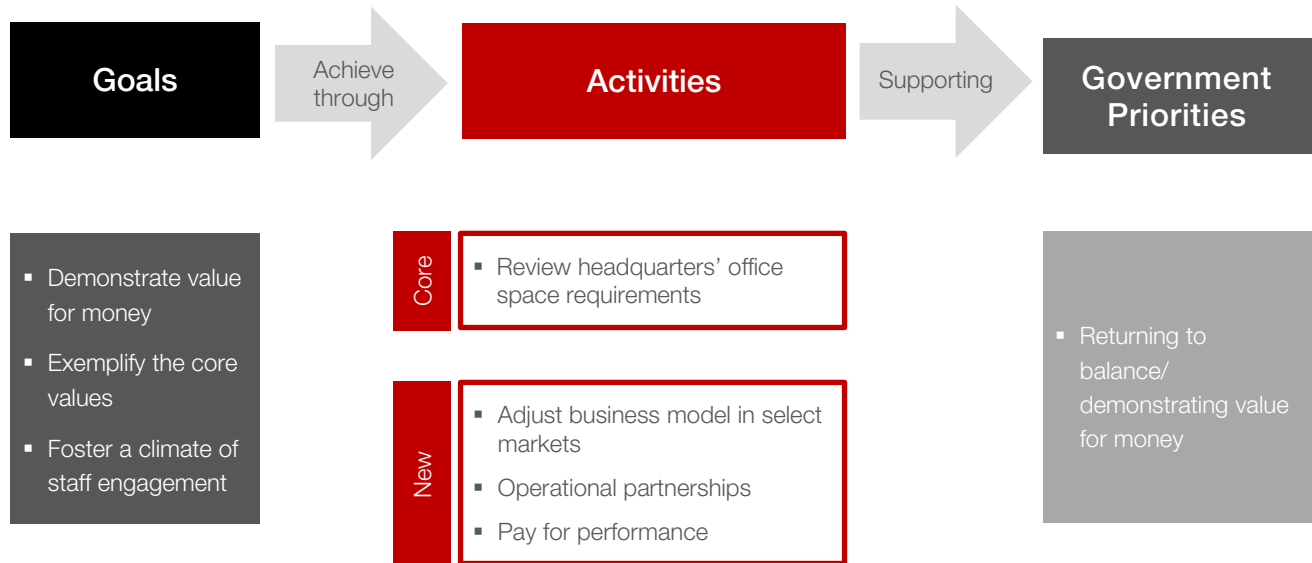 Goals
Achieve
through
Activities
Supporting
Government
Priorities
▪ Demonstrate value
for money
▪ Exemplify the core
values
▪ Foster a climate of
staff engagement
Core
▪ Review headquarters’ office
space requirements
New
▪ Adjust business model in select
markets
▪ Operational partnerships
▪ Pay for performance
▪ Returning to
balance/
demonstrating value
for money